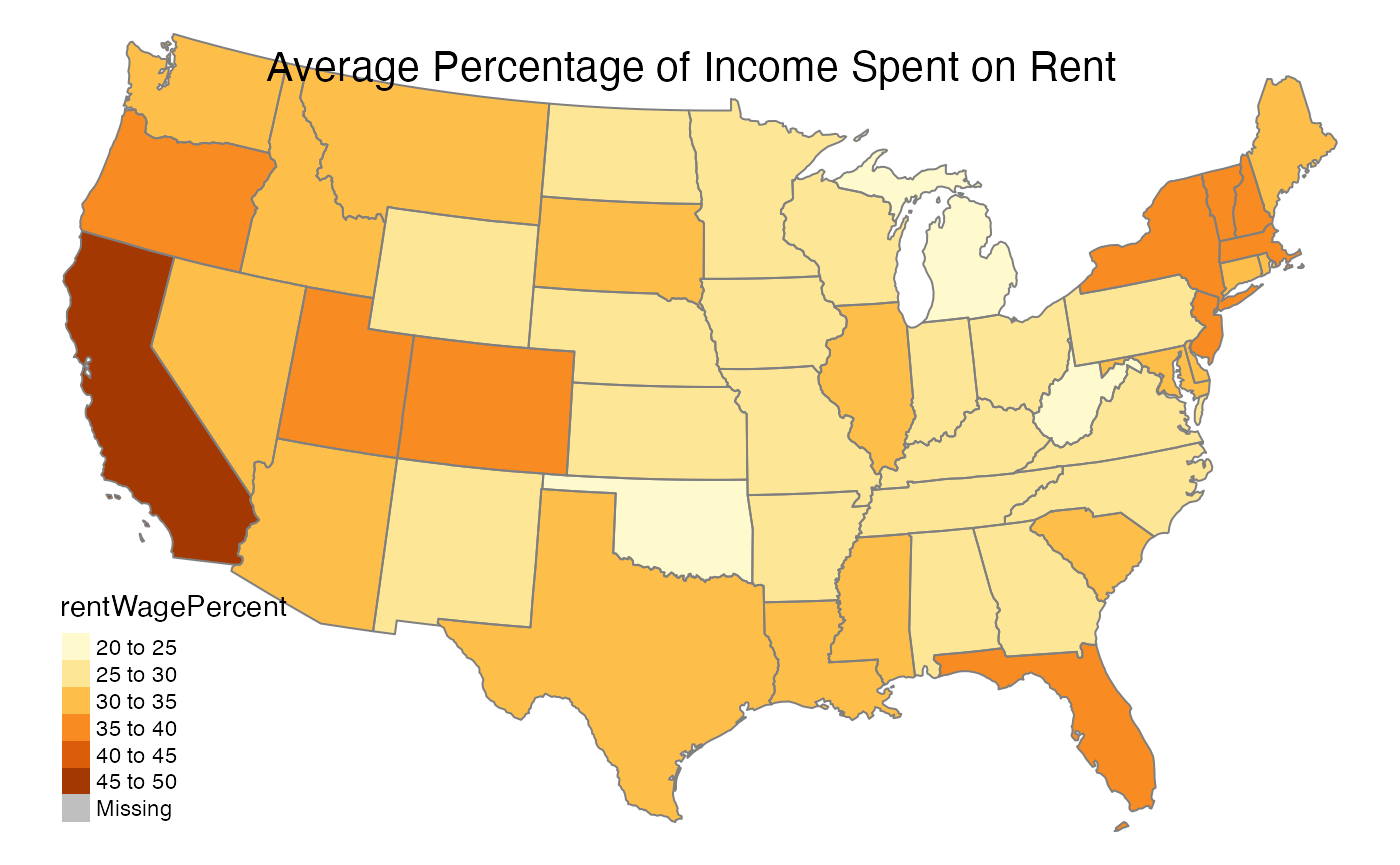 Average Percentage of Income Spent on Rent
rentWagePercent
20 to 25
25 to 30
30 to 35
35 to 40
40 to 45
45 to 50
Missing